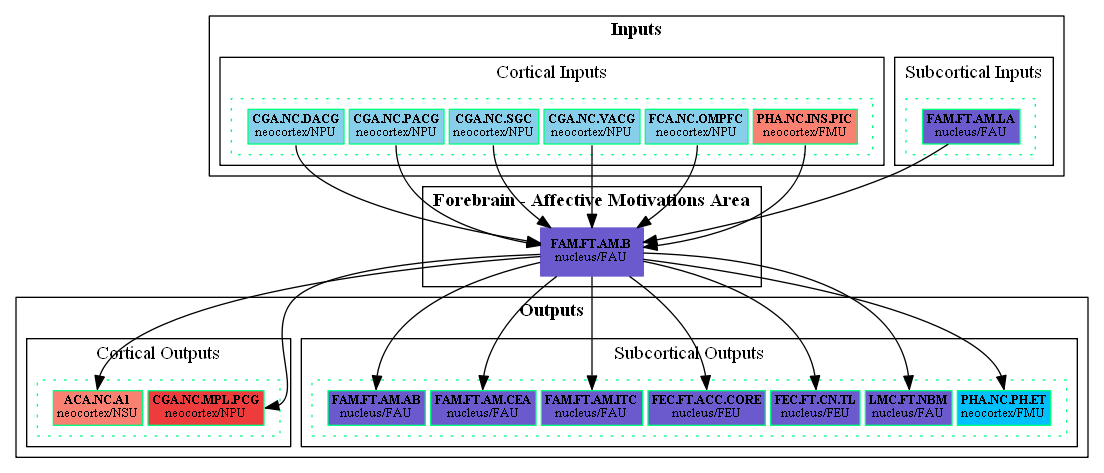 Inputs
Cortical Inputs
Subcortical Inputs
CGA.NC.DACG
neocortex/NPU
CGA.NC.PACG
neocortex/NPU
CGA.NC.SGC
neocortex/NPU
CGA.NC.VACG
neocortex/NPU
FCA.NC.OMPFC
neocortex/NPU
PHA.NC.INS.PIC
neocortex/FMU
FAM.FT.AM.LA
nucleus/FAU
Forebrain - Affective Motivations Area
FAM.FT.AM.B
nucleus/FAU
Outputs
Cortical Outputs
Subcortical Outputs
ACA.NC.A1
neocortex/NSU
CGA.NC.MPL.PCG
neocortex/NPU
FAM.FT.AM.AB
nucleus/FAU
FAM.FT.AM.CEA
nucleus/FAU
FAM.FT.AM.ITC
nucleus/FAU
FEC.FT.ACC.CORE
nucleus/FEU
FEC.FT.CN.TL
nucleus/FEU
LMC.FT.NBM
nucleus/FAU
PHA.NC.PH.ET
neocortex/FMU